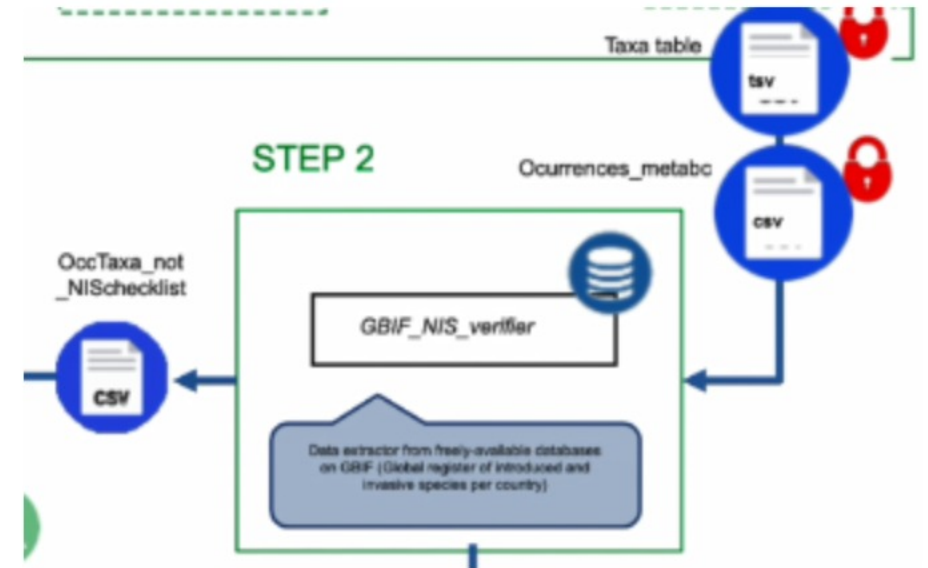 Taxa table
tsv
STEP 2
Ocurrences_metabc
csv
OccTaxa_not
_NISchecklist
GBIF_NIS_verifier
csv
Data extractor from freely-available databases
on GBIF (Global register of introduced and
invasive species per country)